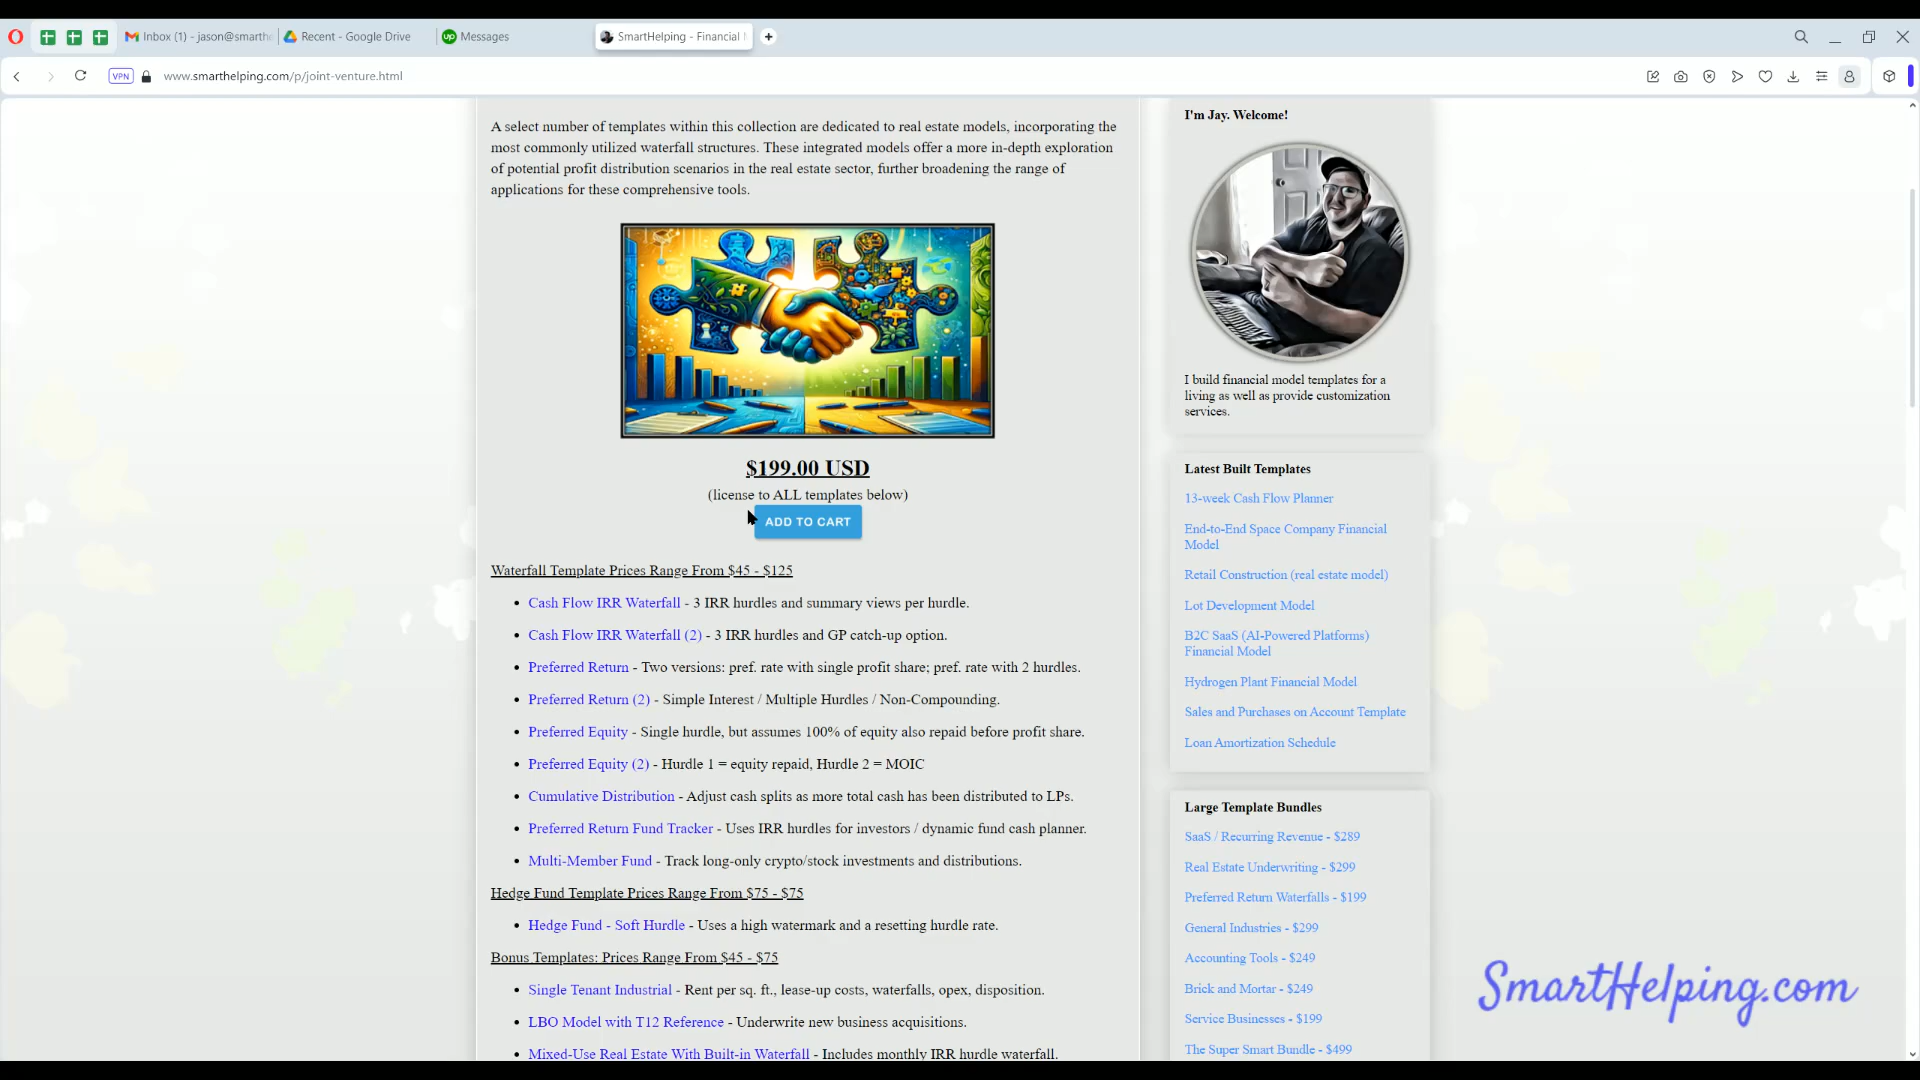 Inbox (1) - jason@smarthe
Recent - Google Drive
up
Messages
SmartHelping - Financial
VPN
www.smarthelping.com/p/joint-venture.html
A select number of templates within this collection are dedicated to real estate models, incorporating the
most commonly utilized waterfall structures. These integrated models offer a more in-depth exploration
of potential profit distribution scenarios in the real estate sector, further broadening the range of
applications for these comprehensive tools.
$199.00 USD
(license to ALL templates below)
ADD TO CART
Waterfall Template Prices Range From $45 - $125
Cash Flow IRR Waterfall - 3 IRR hurdles and summary views per hurdle.
Cash Flow IRR Waterfall (2) - 3 IRR hurdles and GP catch-up option.
Preferred Return - Two versions: pref. rate with single profit share; pref. rate with 2 hurdles.
Preferred Return (2) - Simple Interest / Multiple Hurdles / Non-Compounding.
Preferred Equity - Single hurdle, but assumes 100% of equity also repaid before profit share.
Preferred Equity (2) - Hurdle 1 = equity repaid, Hurdle 2 = MOIC
Cumulative Distribution - Adjust cash splits as more total cash has been distributed to LPs.
Preferred Return Fund Tracker - Uses IRR hurdles for investors / dynamic fund cash planner.
Multi-Member Fund - Track long-only crypto/stock investments and distributions.
Hedge Fund Template Prices Range From $75 - $75
Hedge Fund - Soft Hurdle - Uses a high watermark and a resetting hurdle rate.
Bonus Templates: Prices Range From $45 - $75
Single Tenant Industrial - Rent per sq. ft., lease-up costs, waterfalls, opex, disposition.
LBO Model with T12 Reference - Underwrite new business acquisitions.
Mixed-Use Real Estate With Built-in Waterfall - Includes monthly IRR hurdle waterfall.
I'm Jay. Welcome!
I build financial model templates for a
living as well as provide customization
services.
Latest Built Templates
13-week Cash Flow Planner
End-to-End Space Company Financial
Model
Retail Construction (real estate model)
Lot Development Model
B2C SaaS (AI-Powered Platforms)
Financial Model
Hydrogen Plant Financial Model
Sales and Purchases on Account Template
Loan Amortization Schedule
Large Template Bundles
SaaS / Recurring Revenue - $289
Real Estate Underwriting - $299
Preferred Return Waterfalls - $199
General Industries - $299
Accounting Tools - $249
Brick and Mortar - $249
Service Businesses - $199
The Super Smart Bundle - $499
SmartHelping.com